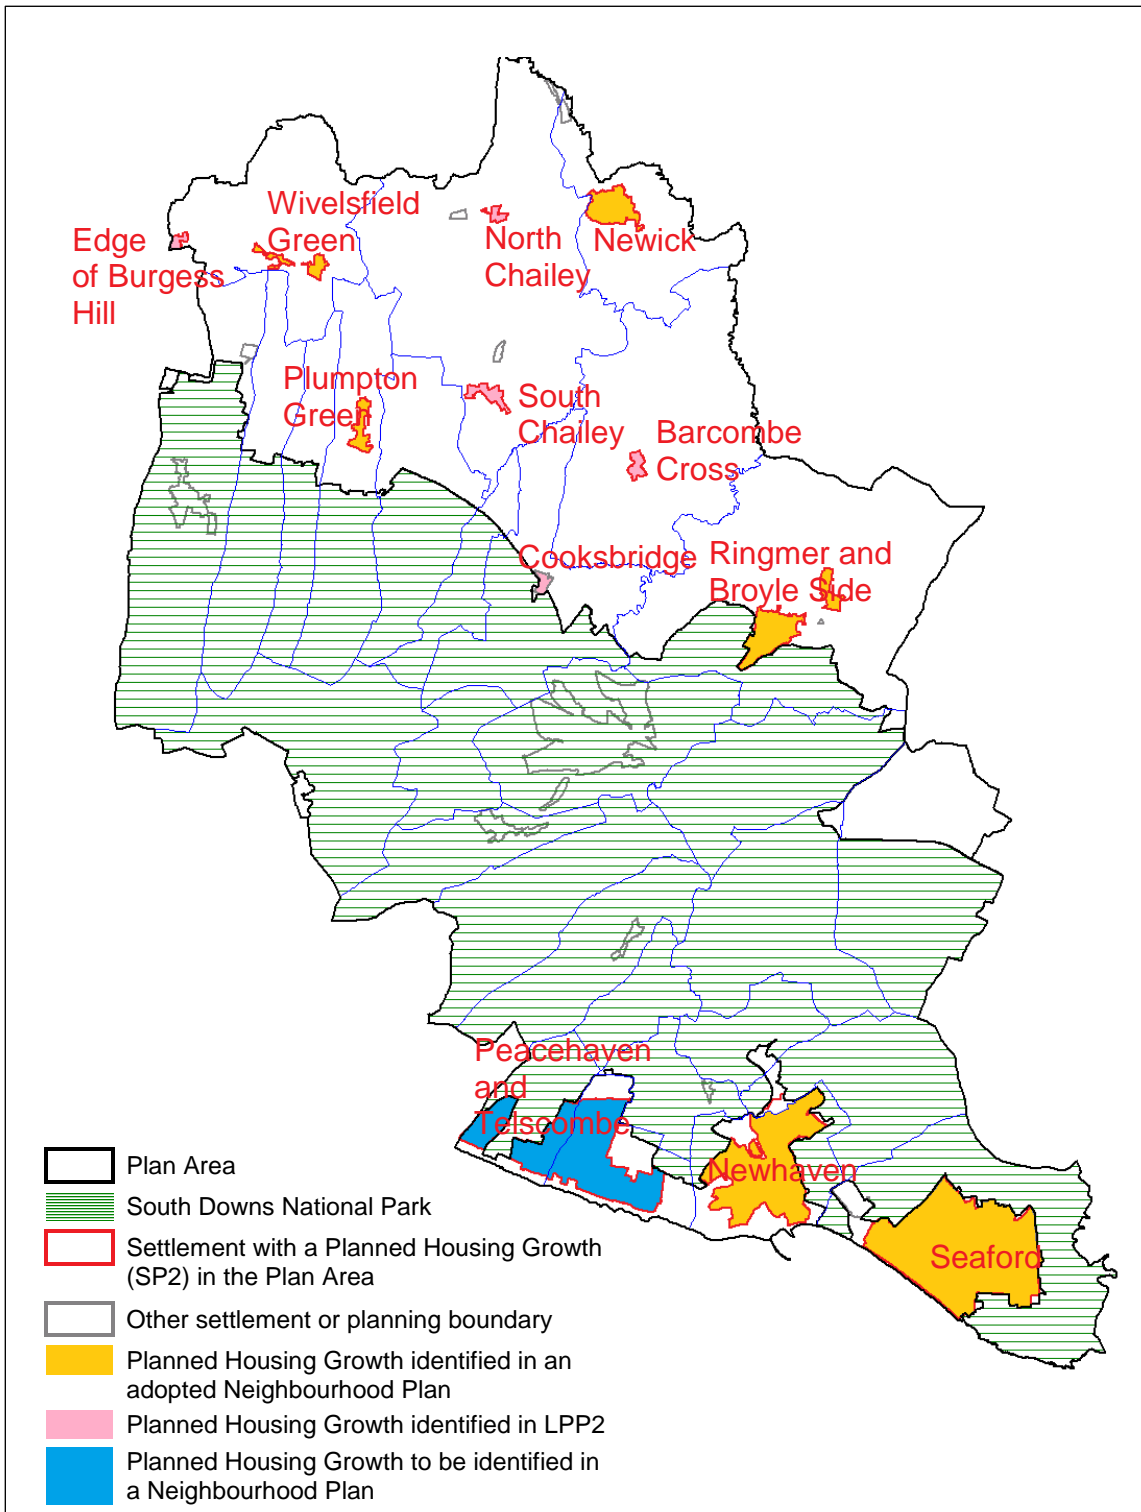 Wivelsfield
Green
Edge
of Burgess
Hill
North
Chailey
Newick
Plumpton
Green
South
Chailey
Barcombe
Cross
Cooksbridge
Ringmer and
Broyle Side
Peacehaven
and
Telscombe
Newhaven
Seaford
Plan Area
South Downs National Park
Settlement with a Planned Housing Growth
(SP2) in the Plan Area
Other settlement or planning boundary
Planned Housing Growth identified in an
adopted Neighbourhood Plan
Planned Housing Growth identified in LPP2
Planned Housing Growth to be identified in
a Neighbourhood Plan